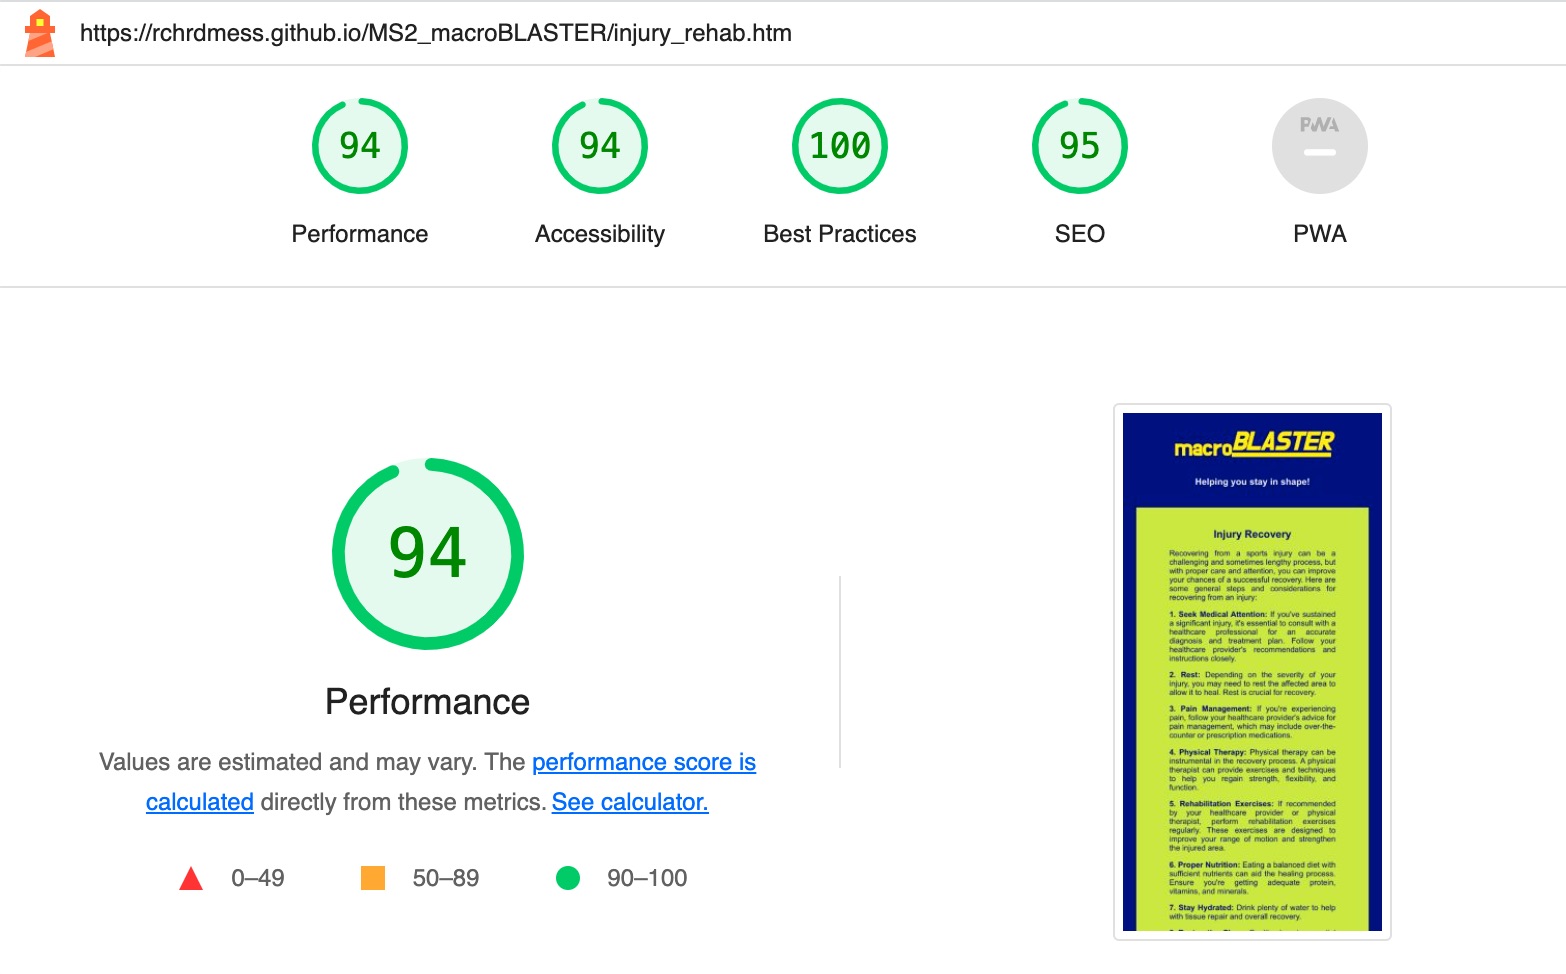 https://rchrdmess.github.io/MS2_macroBLASTER/injury_rehab.htm
94
94
100
95
PWA
Performance
Accessibility
Best Practices
SEO
PWA
94
Performance
Values are estimated and may vary. The performance score is
calculated directly from these metrics. See calculator.
0–49
50–89
90–100
macroBLASTER
Helping you stay in shape!
Injury Recovery
Recovering from a sports injury can be a
challenging and sometimes lengthy process, but
with proper care and attention, you can improve
your chances of a successful recovery. Here are
some general steps and considerations for
recovering from an injury:
1. Seek Medical Attention: If you've sustained
a significant injury, it's essential to consult with a
healthcare professional for an accurate
diagnosis and treatment plan. Follow your
healthcare provider's recommendations and
instructions closely.
2. Rest: Depending on the severity of your
injury, you may need to rest the affected area to
allow it to heal. Rest is crucial for recovery.
3. Pain Management: If you're experiencing
pain, follow your healthcare provider's advice for
pain management, which may include over-the-
counter or prescription medications.
4. Physical Therapy: Physical therapy can be
instrumental in the recovery process. A physical
therapist can provide exercises and techniques
to help you regain strength, flexibility, and
function.
5. Rehabilitation Exercises: If recommended
by your healthcare provider or physical
therapist, perform rehabilitation exercises
regularly. These exercises are designed to
improve your range of motion and strengthen
the injured area.
6. Proper Nutrition: Eating a balanced diet with
sufficient nutrients can aid the healing process.
Ensure you're getting adequate protein,
vitamins, and minerals.
7. Stay Hydrated: Drink plenty of water to help
with tissue repair and overall recovery.